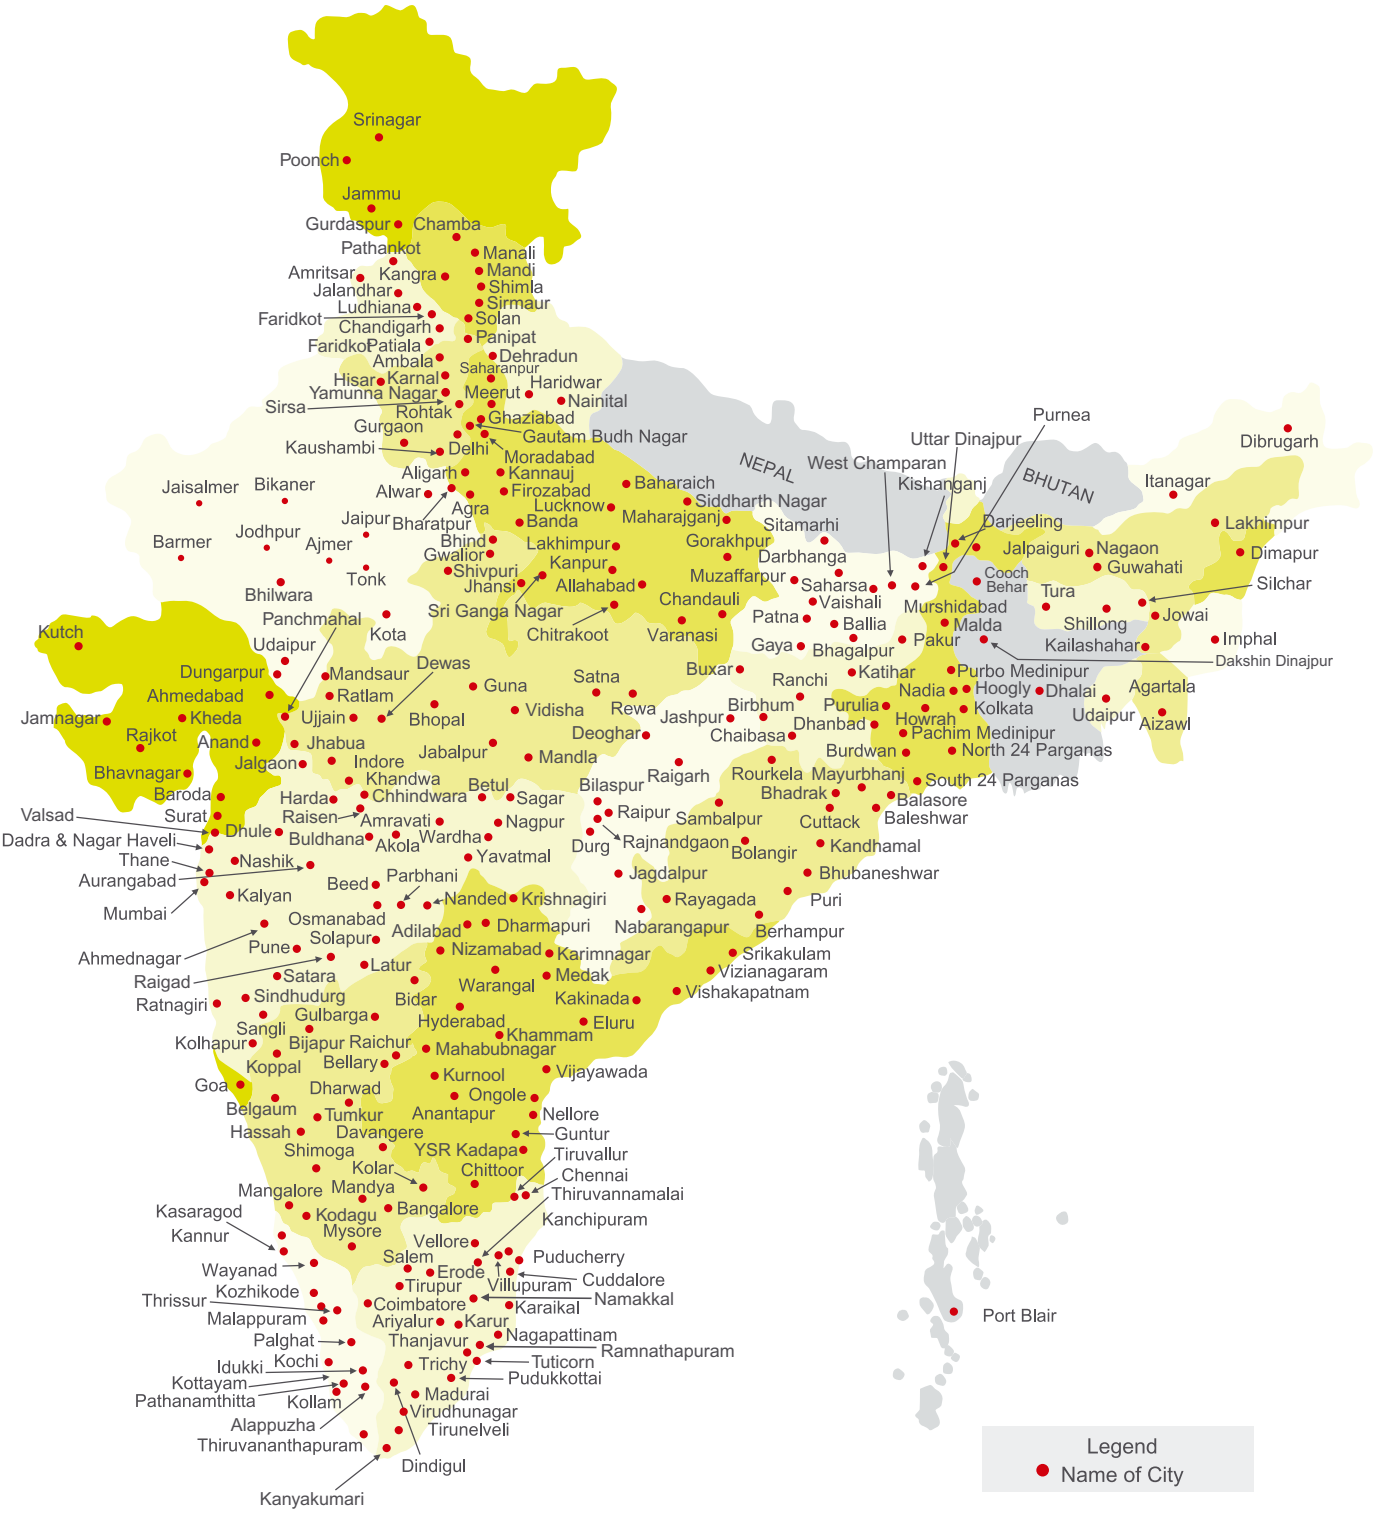 Srinagar
Poonch
Jammu
Gurdaspur
Chamba
Pathankot
Manali
Amritsar
Kangra
Mandi
Jalandhar
Shimla
Ludhiana
Sirmaur
Faridkot
Solan
Chandigarh
Panipat
Faridkot
Patiala
Dehradun
Ambala
Saharanpur
Hisar
Karnal
Haridwar
Yamunna Nagar
Meerut
Nainital
Sirsa
Rohtak
Ghaziabad
Purnea
Gurgaon
Gautam Budh Nagar
Uttar Dinajpur
Dibrugarh
Kaushambi
Delhi
Moradabad
NEPAL
West Champaran
Aligarh
Kannauj
Kishanganj
BHUTAN
Itanagar
Jaisalmer
Bikaner
Alwar
Firozabad
Baharaich
Agra
Lucknow
Siddharth Nagar
Jaipur
Bharatpur
Banda
Maharajganj
Sitamarhi
Darjeeling
Lakhimpur
Jodhpur
Barmer
Ajmer
Bhind
Lakhimpur
Gorakhpur
Darbhanga
Jalpaiguri
Nagaon
Dimapur
Gwalior
Kanpur
Guwahati
Tonk
Shivpuri
Jhansi
Allahabad
Muzaffarpur
Saharsa
Cooch
Behar
Tura
Silchar
Bhilwara
Sri Ganga Nagar
Chandauli
Vaishali
Murshidabad
Panchmahal
Patna
Ballia
Malda
Shillong
Jowai
Kutch
Kota
Chitrakoot
Varanasi
Gaya
Bhagalpur
Pakur
Kailashahar
Imphal
Udaipur
Dakshin Dinajpur
Dungarpur
Mandsaur
Dewas
Satna
Buxar
Katihar
Purbo Medinipur
Ranchi
Ahmedabad
Ratlam
Guna
Nadia
Hoogly
Dhalai
Agartala
Jamnagar
Kheda
Ujjain
Bhopal
Vidisha
Rewa
Jashpur
Birbhum
Purulia
Howrah
Kolkata
Udaipur
Aizawl
Rajkot
Anand
Jhabua
Jabalpur
Deoghar
Chaibasa
Dhanbad
Pachim Medinipur
Jalgaon
Indore
Mandla
Burdwan
North 24 Parganas
Bhavnagar
Khandwa
Raigarh
Rourkela
Mayurbhanj
Baroda
Harda
Chhindwara
Betul
Sagar
Bilaspur
Bhadrak
South 24 Parganas
Balasore
Valsad
Surat
Raisen
Amravati
Nagpur
Raipur
Sambalpur
Cuttack
Baleshwar
Dadra & Nagar Haveli
Dhule
Buldhana
Akola
Wardha
Durg
Rajnandgaon
Bolangir
Kandhamal
Thane
Nashik
Yavatmal
Aurangabad
Beed
Parbhani
Jagdalpur
Bhubaneshwar
Mumbai
Kalyan
Nanded
Krishnagiri
Rayagada
Puri
Osmanabad
Adilabad
Dharmapuri
Nabarangapur
Berhampur
Solapur
Ahmednagar
Pune
Nizamabad
Karimnagar
Srikakulam
Raigad
Latur
Medak
Vizianagaram
Satara
Warangal
Ratnagiri
Sindhudurg
Bidar
Kakinada
Vishakapatnam
Gulbarga
Hyderabad
Eluru
Sangli
Khammam
Kolhapur
Bijapur
Raichur
Mahabubnagar
Koppal
Bellary
Kurnool
Vijayawada
Goa
Dharwad
Ongole
Belgaum
Tumkur
Anantapur
Nellore
Hassah
Davangere
Guntur
Shimoga
YSR Kadapa
Tiruvallur
Kolar
Chittoor
Chennai
Mangalore
Mandya
Thiruvannamalai
Kasaragod
Kodagu
Bangalore
Kanchipuram
Kannur
Mysore
Vellore
Wayanad
Salem
Puducherry
Erode
Cuddalore
Kozhikode
Tirupur
Villupuram
Namakkal
Thrissur
Coimbatore
Karaikal
Malappuram
Ariyalur
Karur
Port Blair
Palghat
Thanjavur
Nagapattinam
Idukki
Kochi
Ramnathapuram
Kottayam
Trichy
Tuticorn
Pathanamthitta
Kollam
Pudukkottai
Alappuzha
Madurai
Thiruvananthapuram
Virudhunagar
Tirunelveli
Kanyakumari
Dindigul
Legend
Name of City